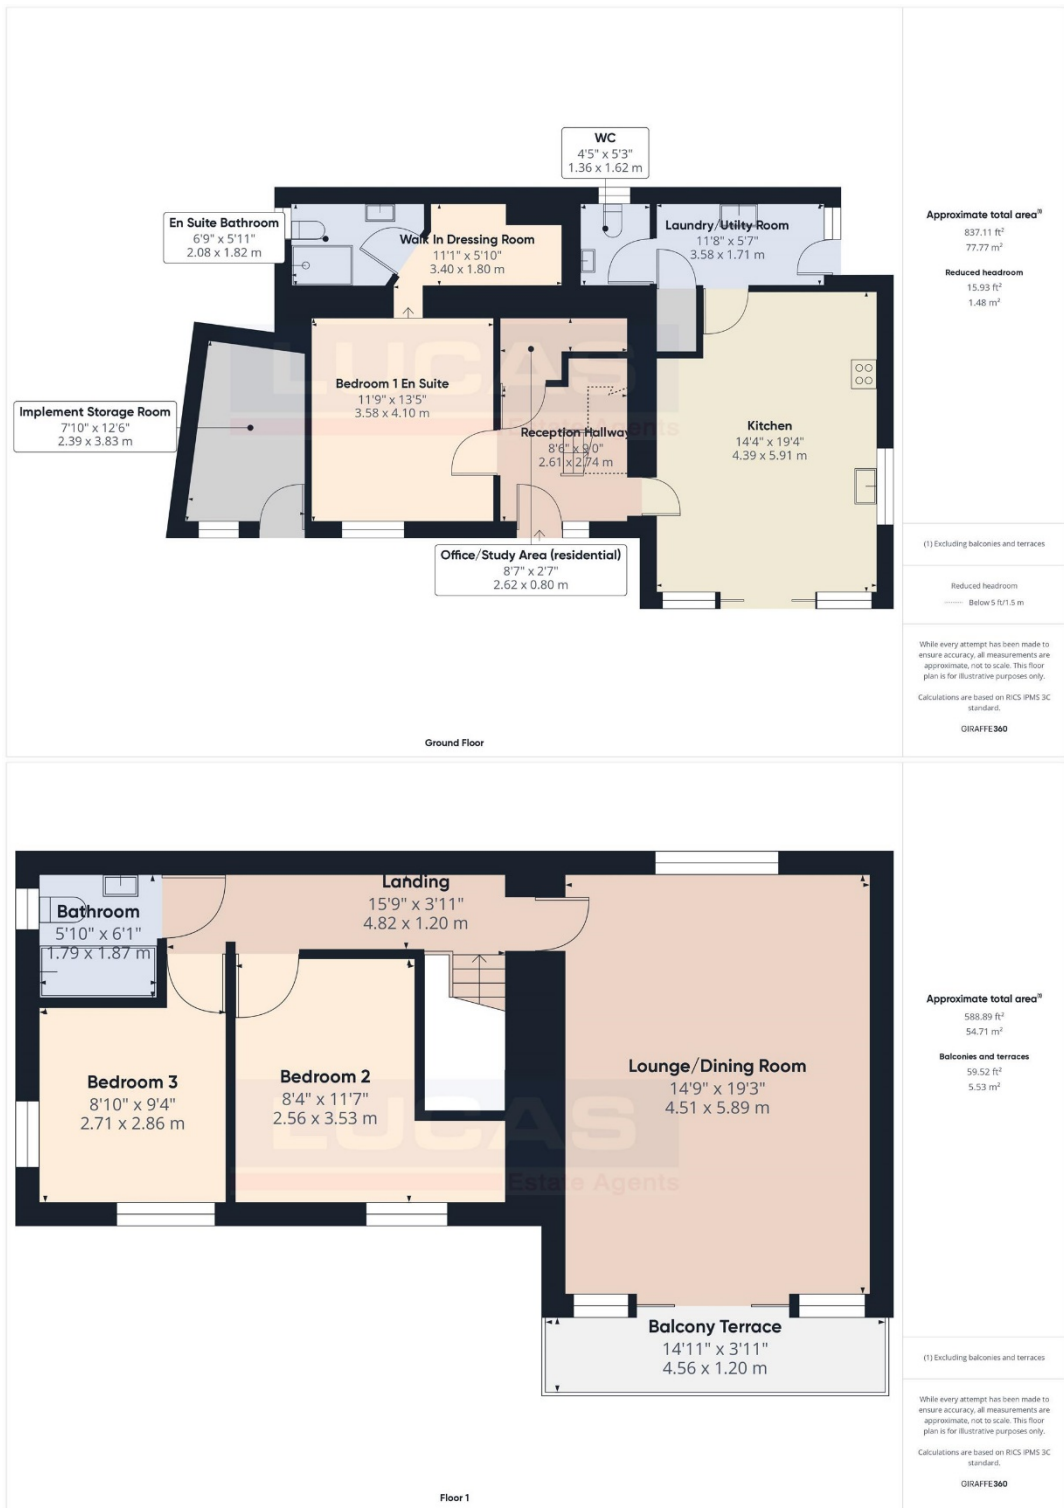 WC
4'5" x 5'3"
1.36 x 1.62 m
En Suite Bathroom
6'9" x 5'11"
2.08 x 1.82 m
Walk In Dressing Room
11'1" x 5'10"
3.40 x 1.80 m
Laundry/Utility Room
11'8" x 5'7"
3.58 x 1.71 m
LUCAS
Estate Agents
Bedroom 1 En Suite
11'9" x 13'5"
3.58 x 4.10 m
Implement Storage Room
7'10" x 12'6"
2.39 x 3.83 m
Reception Hallway
8'6" x 9'0"
2.61 x 2.74 m
Kitchen
14'4" x 19'4"
4.39 x 5.91 m
Office/Study Area (residential)
8'7" x 2'7"
2.62 x 0.80 m
Ground Floor
Approximate total area⁽¹⁾
837.11 ft²
77.77 m²
Reduced headroom
15.93 ft²
1.48 m²
(1) Excluding balconies and terraces
Reduced headroom
Below 5 ft/1.5 m
While every attempt has been made to
ensure accuracy, all measurements are
approximate, not to scale. This floor
plan is for illustrative purposes only.
Calculations are based on RICS IPMS 3C
standard.
GIRAFFE360
Landing
15'9" x 3'11"
4.82 x 1.20 m
Bathroom
5'10" x 6'1"
1.79 x 1.87 m
Bedroom 3
8'10" x 9'4"
2.71 x 2.86 m
Bedroom 2
8'4" x 11'7"
2.56 x 3.53 m
Lounge/Dining Room
14'9" x 19'3"
4.51 x 5.89 m
LUCAS
Estate Agents
Balcony Terrace
14'11" x 3'11"
4.56 x 1.20 m
Floor 1
Approximate total area⁽¹⁾
588.89 ft²
54.71 m²
Balconies and terraces
59.52 ft²
5.53 m²
(1) Excluding balconies and terraces
While every attempt has been made to
ensure accuracy, all measurements are
approximate, not to scale. This floor
plan is for illustrative purposes only.
Calculations are based on RICS IPMS 3C
standard.
GIRAFFE360